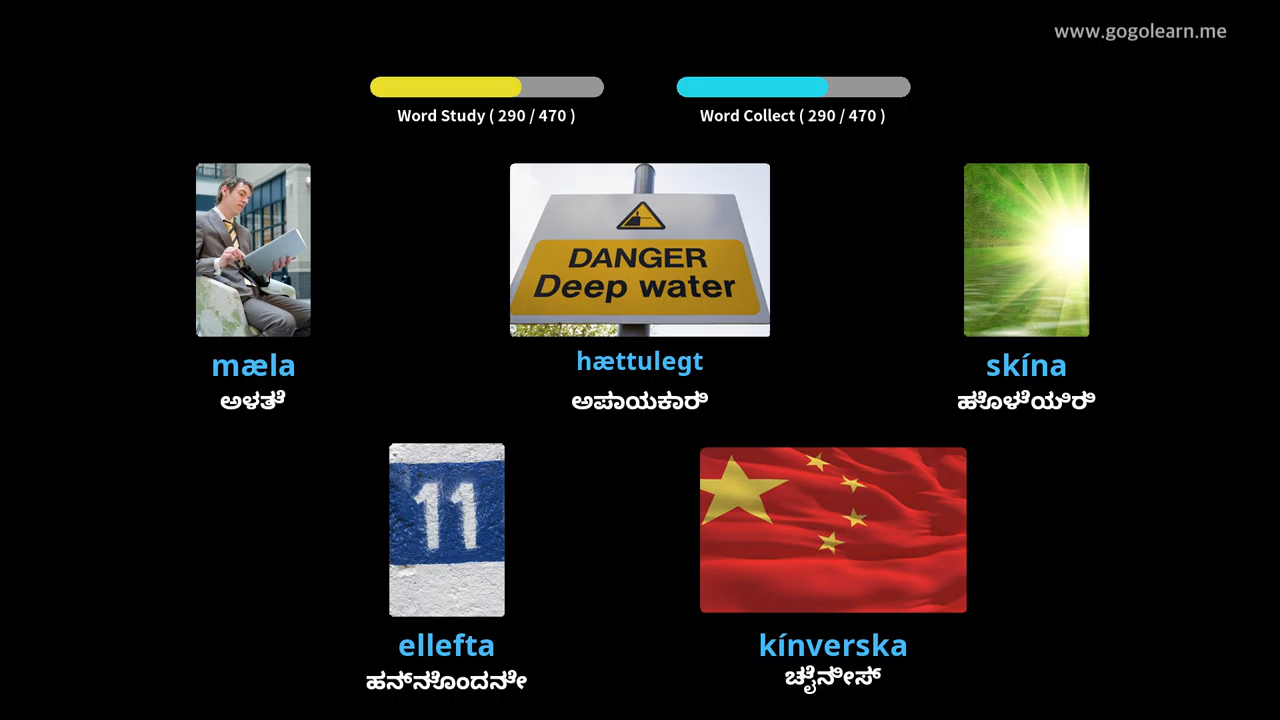 www.gogolearn.me
Word Study ( 290 / 470 )
Word Collect ( 290 / 470 )
DANGER
Deep water
mæla
ಅಳತೆ
hættulegt
ಅಪಾಯಕಾರಿ
skína
ಹೊಳೆಯಿರಿ
11
ellefta
ಹನ್ನೊಂದನೇ
kínverska
ಚೈನೀಸ್